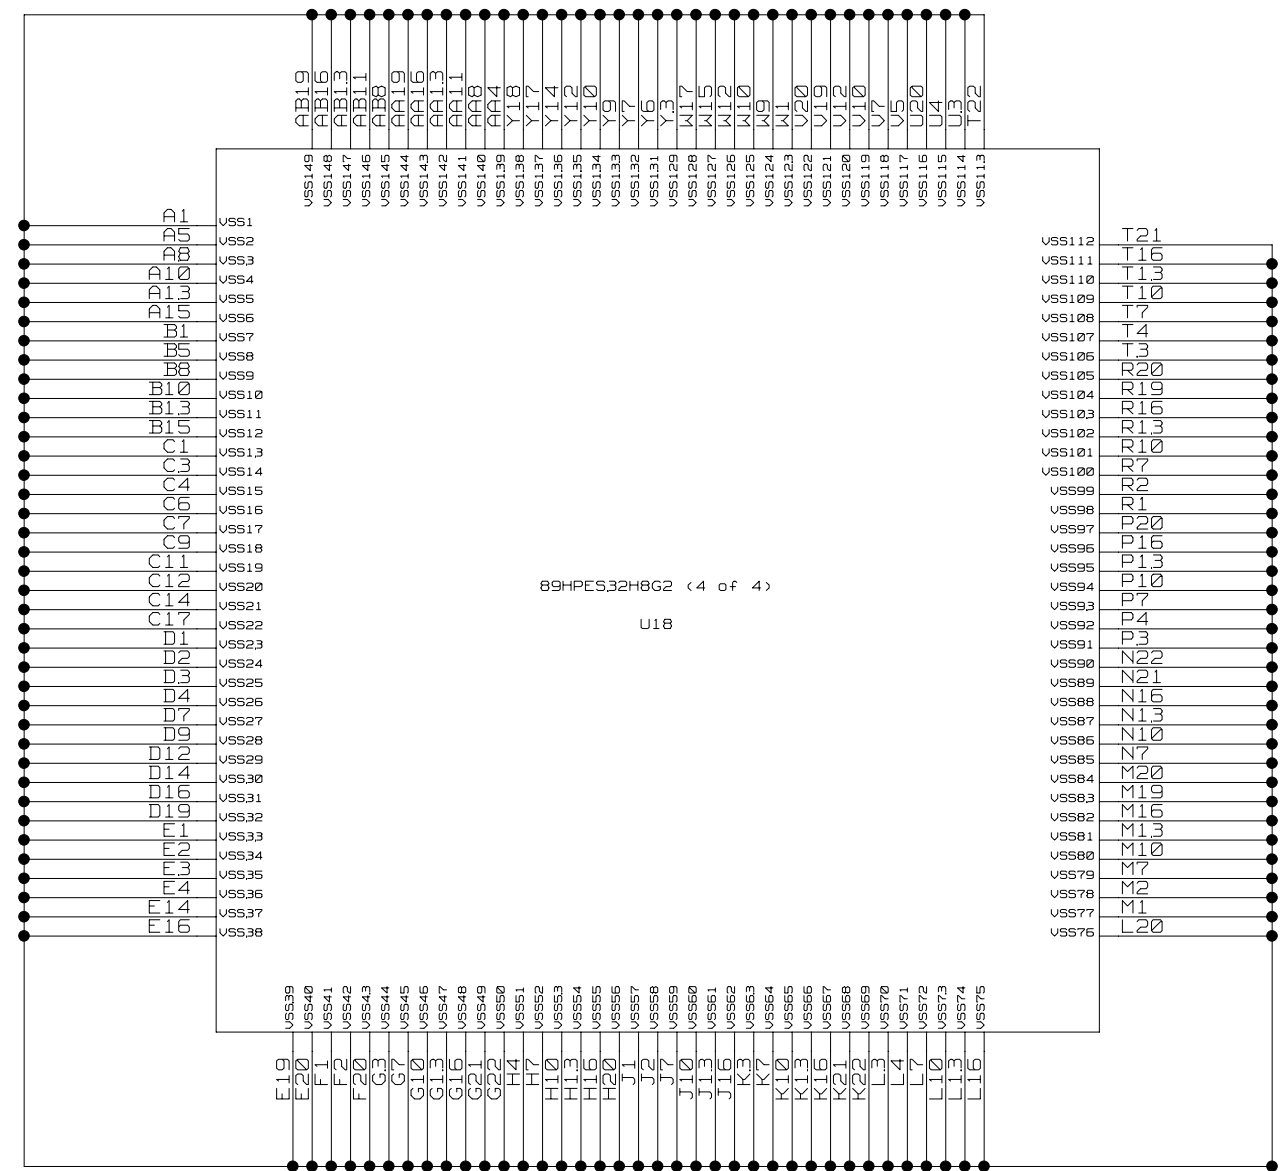 AB19
AB16
AB13
AB11
AB8
AA19
AA16
AA13
AA11
AA8
AA4
Y18
Y17
Y14
Y12
Y10
Y9
Y7
Y6
Y3
W17
W15
W12
W10
W9
W1
V20
V19
V12
V10
V7
V5
U20
U4
U3
T22
VSS149
VSS148
VSS147
VSS146
VSS145
VSS144
VSS143
VSS142
VSS141
VSS140
VSS139
VSS138
VSS137
VSS136
VSS135
VSS134
VSS133
VSS132
VSS131
VSS129
VSS128
VSS127
VSS126
VSS125
VSS124
VSS123
VSS122
VSS121
VSS120
VSS119
VSS118
VSS117
VSS116
VSS115
VSS114
VSS113
A1 VSS1
A5 VSS2
A8 VSS3
A10 VSS4
A13 VSS5
A15 VSS6
B1 VSS7
B5 VSS8
B8 VSS9
B10 VSS10
B13 VSS11
B15 VSS12
C1 VSS13
C3 VSS14
C4 VSS15
C6 VSS16
C7 VSS17
C9 VSS18
C11 VSS19
C12 VSS20
C14 VSS21
C17 VSS22
D1 VSS23
D2 VSS24
D3 VSS25
D4 VSS26
D7 VSS27
D9 VSS28
D12 VSS29
D14 VSS30
D16 VSS31
D19 VSS32
E1 VSS33
E2 VSS34
E3 VSS35
E4 VSS36
E14 VSS37
E16 VSS38
89HPES32H8G2 (4 of 4)
U18
VSS112 T21
VSS111 T16
VSS110 T13
VSS109 T10
VSS108 T7
VSS107 T4
VSS106 T3
VSS105 R20
VSS104 R19
VSS103 R16
VSS102 R13
VSS101 R10
VSS100 R7
VSS99 R2
VSS98 R1
VSS97 P20
VSS96 P16
VSS95 P13
VSS94 P10
VSS93 P7
VSS92 P4
VSS91 P3
VSS90 N22
VSS89 N21
VSS88 N16
VSS87 N13
VSS86 N10
VSS85 N7
VSS84 M20
VSS83 M19
VSS82 M16
VSS81 M13
VSS80 M10
VSS79 M7
VSS78 M2
VSS77 M1
VSS76 L20
VSS39
VSS40
VSS41
VSS42
VSS43
VSS44
VSS45
VSS46
VSS47
VSS48
VSS49
VSS50
VSS51
VSS52
VSS53
VSS54
VSS55
VSS56
VSS57
VSS58
VSS59
VSS60
VSS61
VSS62
VSS63
VSS64
VSS65
VSS66
VSS67
VSS68
VSS69
VSS70
VSS71
VSS72
VSS73
VSS74
VSS75
E19
E20
F1
F2
F20
G3
G7
G10
G13
G16
G21
G22
H4
H7
H10
H13
H16
H20
J1
J2
J7
J10
J13
J16
K3
K7
K10
K13
K16
K21
K22
L3
L4
L7
L10
L13
L16